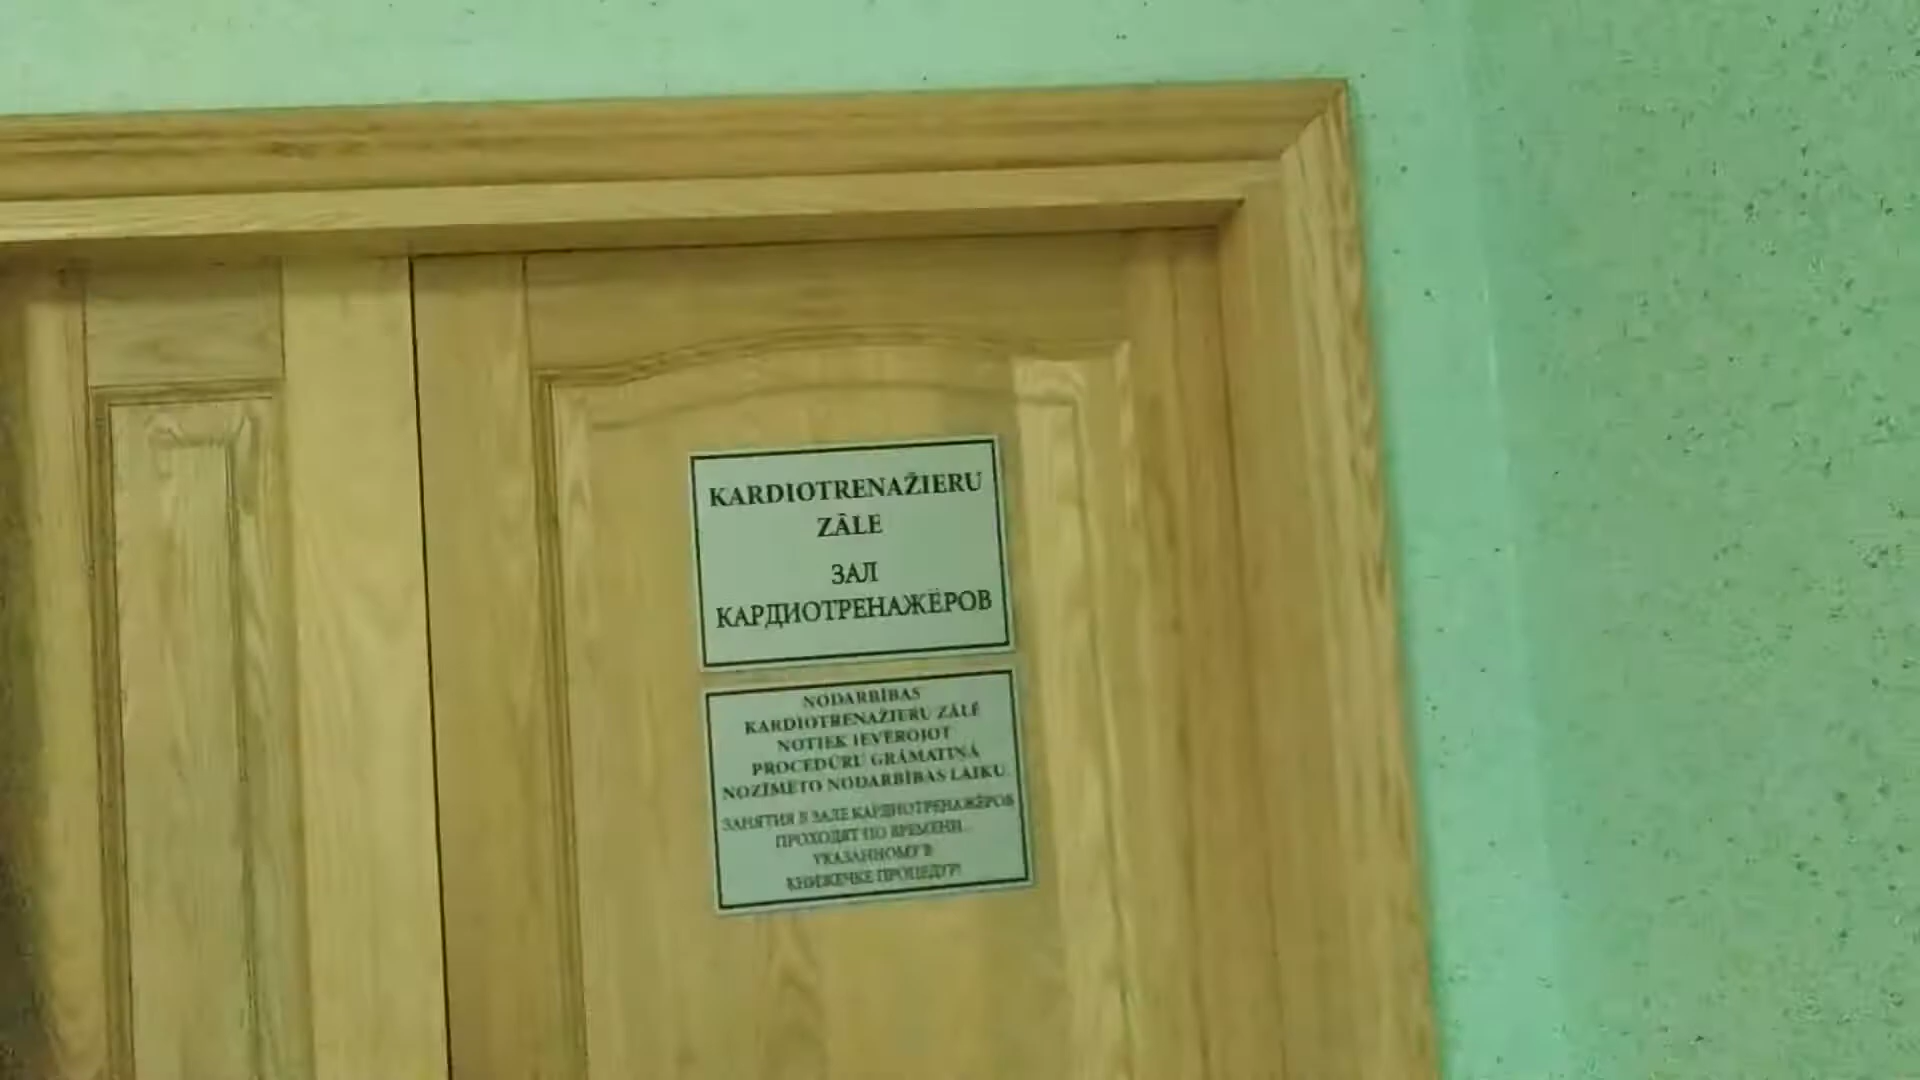 KARDIOTRENAŽIERU
ZĀLE
ЗАЛ
КАРДИОТРЕНАЖЁРОВ
NODARBĪBAS
KARDIOTRENAŽIERU ZĀLĒ
NOTIEK IEVĒROJOT
PROCEDŪRU GRĀMATIŅĀ
NOZĪMĒTO NODARBĪBAS LAIKU.
ЗАНЯТИЯ В ЗАЛЕ КАРДИОТРЕНАЖЁРОВ
ПРОХОДЯТ ПО ВРЕМЕНИ,
УКАЗАННОМУ В
КНИЖЕЧКЕ ПРОЦЕДУР!